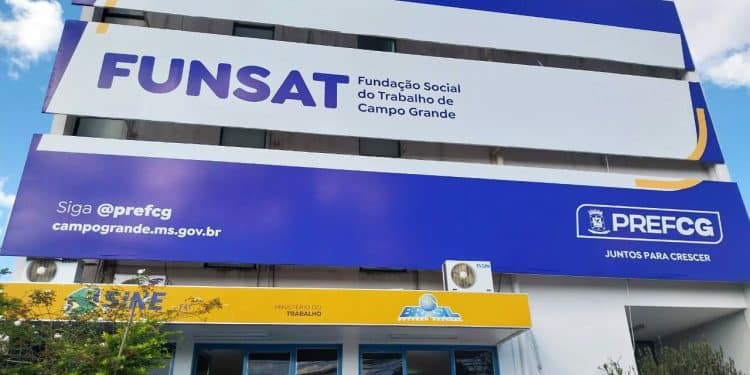 FUNSAT
Fundação Social
do Trabalho de
Campo Grande
Siga @prefcg
campogrande.ms.gov.br
PREFCG
JUNTOS PARA CRESCER
ELGIN
SINE
MINISTÉRIO DO
TRABALHO
BRASIL